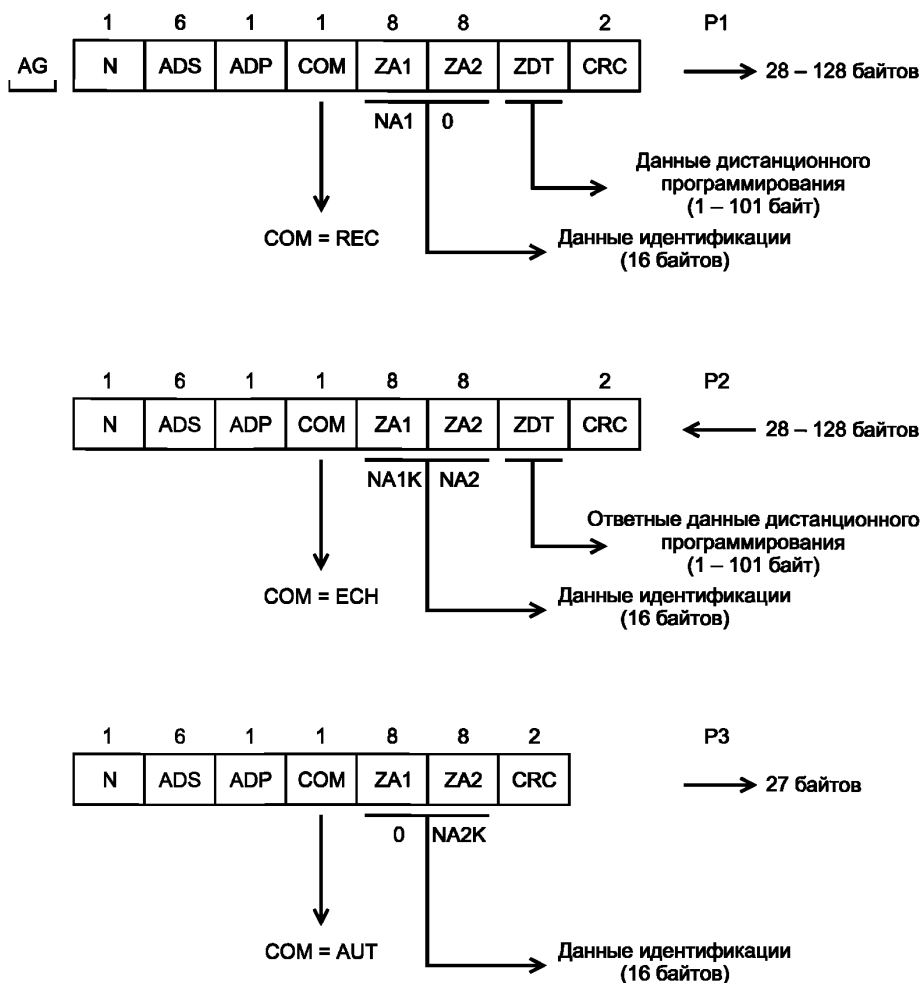 1 6 1 1 8 8 2 P1
AG N ADS ADP COM ZA1 ZA2 ZDT CRC 28 – 128 байтов
NA1 0
Данные дистанционного
программирования
(1 – 101 байт)
COM = REC
Данные идентификации
(16 байтов)
1 6 1 1 8 8 2 P2
N ADS ADP COM ZA1 ZA2 ZDT CRC 28 – 128 байтов
NA1K NA2
Ответные данные дистанционного
программирования
(1 – 101 байт)
COM = ECH
Данные идентификации
(16 байтов)
1 6 1 1 8 8 2 P3
N ADS ADP COM ZA1 ZA2 CRC 27 байтов
0 NA2K
COM = AUT
Данные идентификации
(16 байтов)